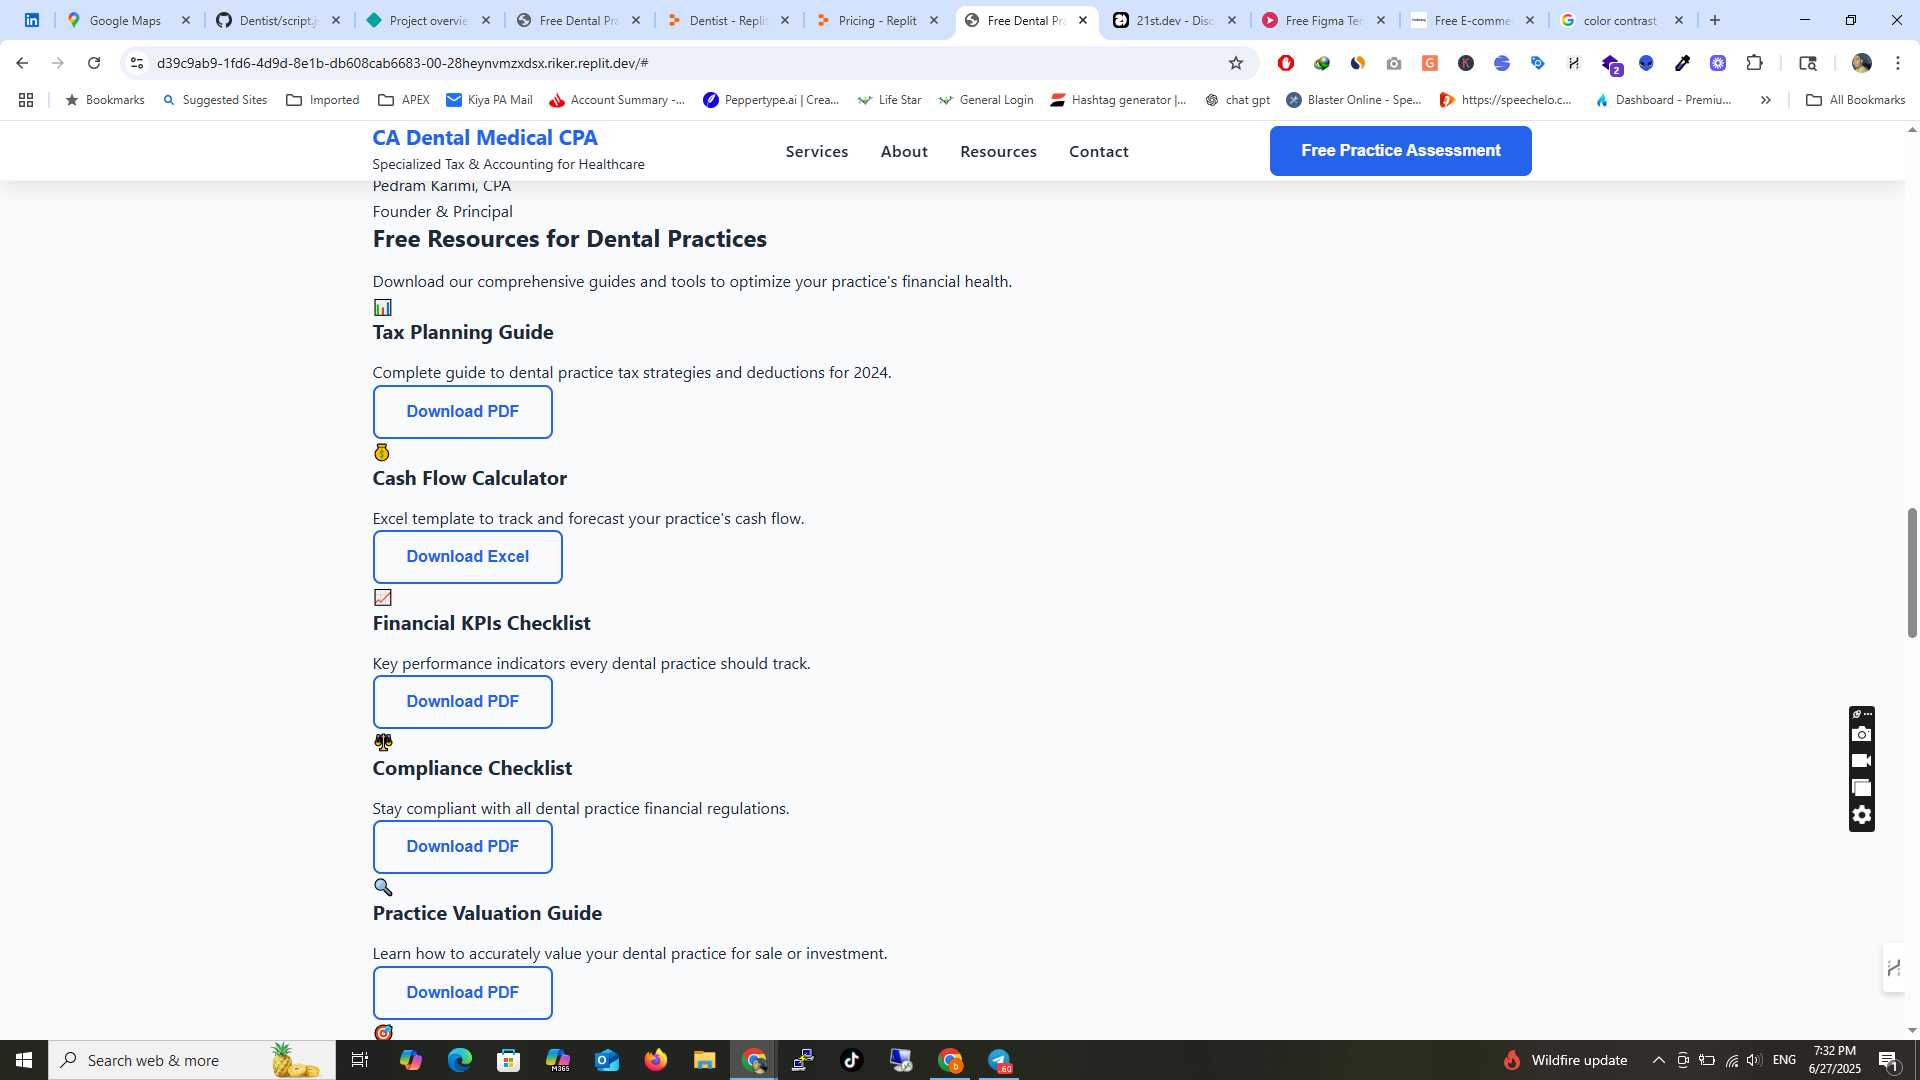 Google Maps
Dentist/script.j
Project overvie
Free Dental Pra
Dentist - Replit
Pricing - Replit
Free Dental Pra
21st.dev - Disc
Free Figma Ten
Free E-comme
color contrast
d39c9ab9-1fd6-4d9d-8e1b-db608cab6683-00-28heynvmzxdsx.riker.replit.dev/#
Bookmarks
Suggested Sites
Imported
APEX
Kiya PA Mail
Account Summary -...
Peppertype.ai | Crea...
Life Star
General Login
Hashtag generator |...
chat gpt
Blaster Online - Spe...
https://speechelo.c...
Dashboard - Premiu...
All Bookmarks
CA Dental Medical CPA
Specialized Tax & Accounting for Healthcare
Services
About
Resources
Contact
Free Practice Assessment
Pedram Karimi, CPA
Founder & Principal
Free Resources for Dental Practices
Download our comprehensive guides and tools to optimize your practice's financial health.
Tax Planning Guide
Complete guide to dental practice tax strategies and deductions for 2024.
Download PDF
Cash Flow Calculator
Excel template to track and forecast your practice's cash flow.
Download Excel
Financial KPIs Checklist
Key performance indicators every dental practice should track.
Download PDF
Compliance Checklist
Stay compliant with all dental practice financial regulations.
Download PDF
Practice Valuation Guide
Learn how to accurately value your dental practice for sale or investment.
Download PDF
Search web & more
Wildfire update
ENG
7:32 PM
6/27/2025